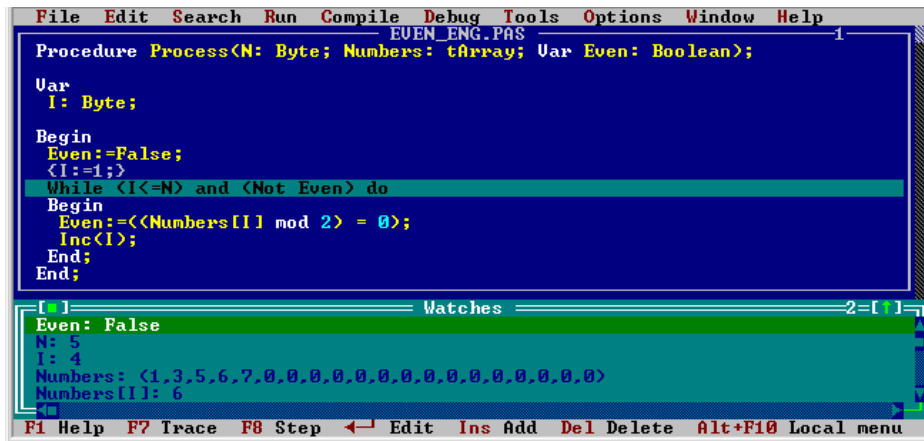 File Edit Search Run Compile Debug Tools Options Window Help
EVEN_ENG.PAS 1
Procedure Process(N: Byte; Numbers: tArray; Var Even: Boolean);
Var
I: Byte;
Begin
Even:=False;
{I:=1;}
While (I<=N) and (Not Even) do
Begin
Even:=((Numbers[I] mod 2) = 0);
Inc(I);
End;
End;
[■] Watches 2=[↑]
Even: False
N: 5
I: 4
Numbers: (1,3,5,6,7,0,0,0,0,0,0,0,0,0,0,0,0,0,0,0)
Numbers[I]: 6
F1 Help F7 Trace F8 Step ◄─┘ Edit Ins Add Del Delete Alt+F10 Local menu